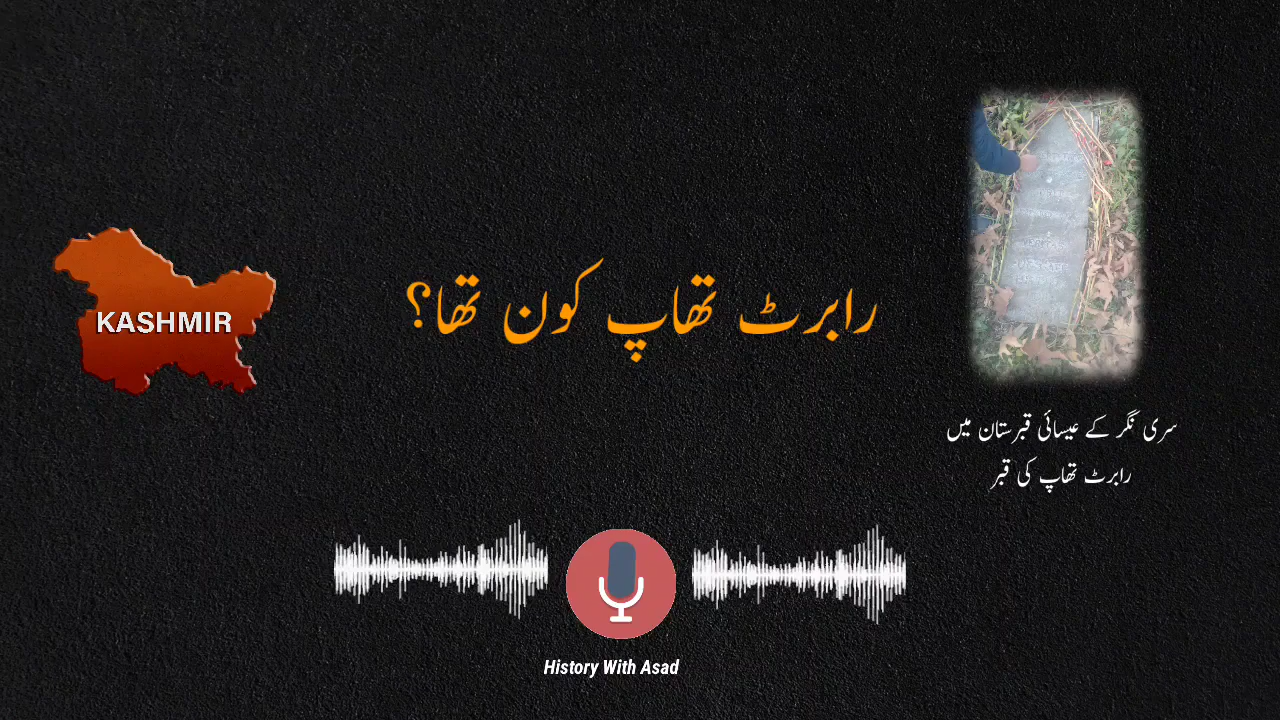 KASHMIR
رابرٹ تھاپ کون تھا؟
سری نگر کے عیسائی قبرستان میں
رابرٹ تھاپ کی قبر
History With Asad